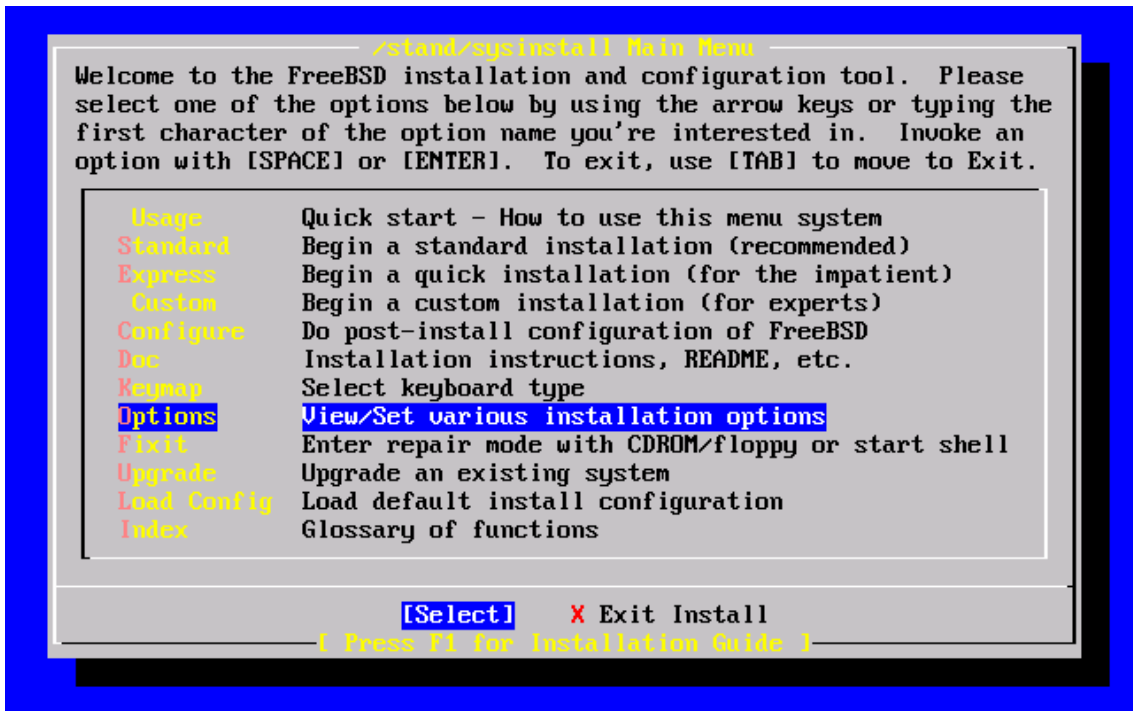 /stand/sysinstall Main Menu
Welcome to the FreeBSD installation and configuration tool.  Please
select one of the options below by using the arrow keys or typing the
first character of the option name you're interested in.  Invoke an
option with [SPACE] or [ENTER].  To exit, use [TAB] to move to Exit.
Usage Quick start - How to use this menu system
Standard Begin a standard installation (recommended)
Express Begin a quick installation (for the impatient)
Custom Begin a custom installation (for experts)
Configure Do post-install configuration of FreeBSD
Doc Installation instructions, README, etc.
Keymap Select keyboard type
Options View/Set various installation options
Fixit Enter repair mode with CDROM/floppy or start shell
Upgrade Upgrade an existing system
Load Config Load default install configuration
Index Glossary of functions
[Select] X Exit Install
[ Press F1 for Installation Guide ]